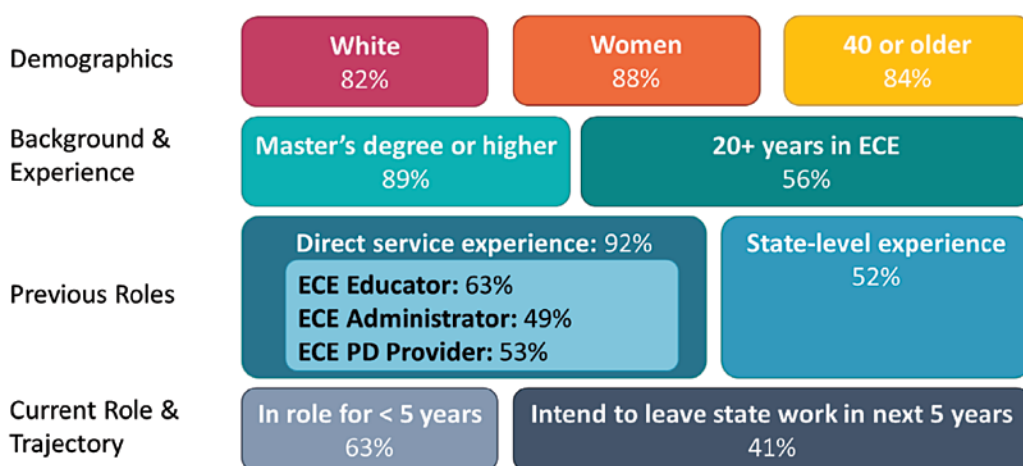 Demographics
White
82%
Women
88%
40 or older
84%
Background &
Experience
Master's degree or higher
89%
20+ years in ECE
56%
Previous Roles
Direct service experience: 92%
ECE Educator: 63%
ECE Administrator: 49%
ECE PD Provider: 53%
State-level experience
52%
Current Role &
Trajectory
In role for < 5 years
63%
Intend to leave state work in next 5 years
41%